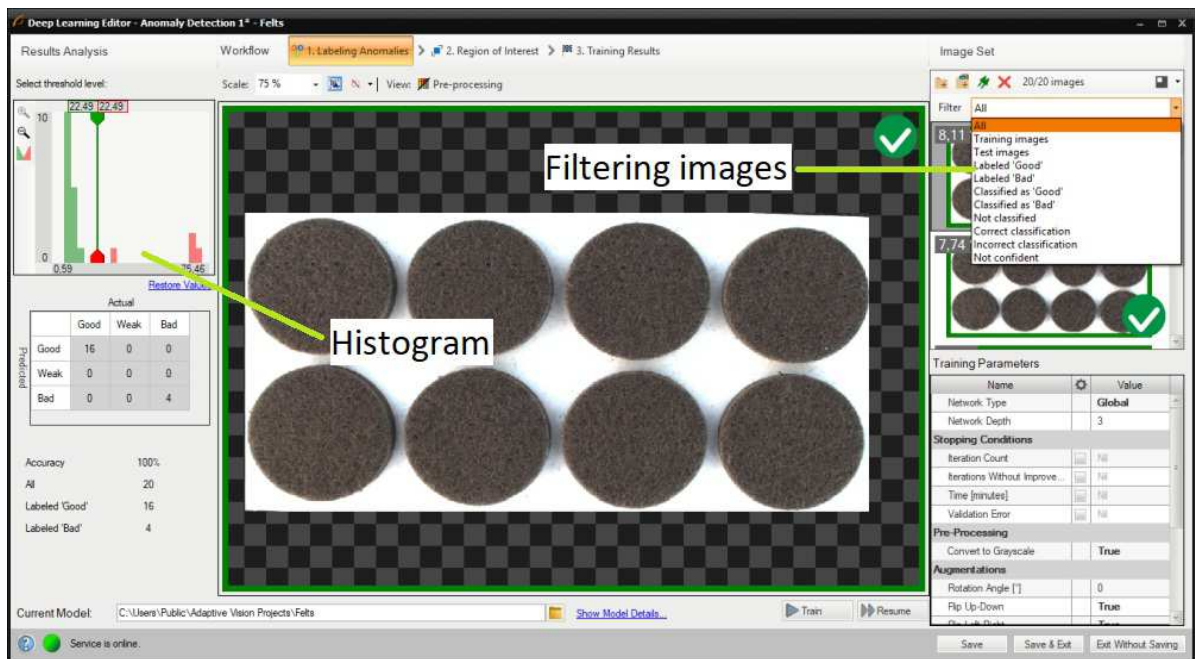 Deep Learning Editor - Anomaly Detection 1* - Felts
Results Analysis
Workflow
1. Labeling Anomalies
2. Region of Interest
3. Training Results
Image Set
Select threshold level:
Scale: 75 %
View:
Pre-processing
20/20 images
Filter
All
All
Training images
Test images
Labeled 'Good'
Labeled 'Bad'
Classified as 'Good'
Classified as 'Bad'
Not classified
Correct classification
Incorrect classification
Not confident
8,11
7,74
22.49
22.49
10
0
0.59
75.46
Restore Values
Filtering images
Histogram
Actual
Good Weak Bad
Predicted
Good 16 0 0
Weak 0 0 0
Bad 0 0 4
Accuracy 100%
All 20
Labeled 'Good' 16
Labeled 'Bad' 4
Training Parameters
Name Value
Network Type Global
Network Depth 3
Stopping Conditions
Iteration Count Nil
Iterations Without Improve... Nil
Time [minutes] Nil
Validation Error Nil
Pre-Processing
Convert to Grayscale True
Augmentations
Rotation Angle [°] 0
Flip Up-Down True
Flip Left-Right True
Current Model:
C:\Users\Public\Adaptive Vision Projects\Felts
Show Model Details...
Train
Resume
Service is online.
Save
Save & Exit
Exit Without Saving